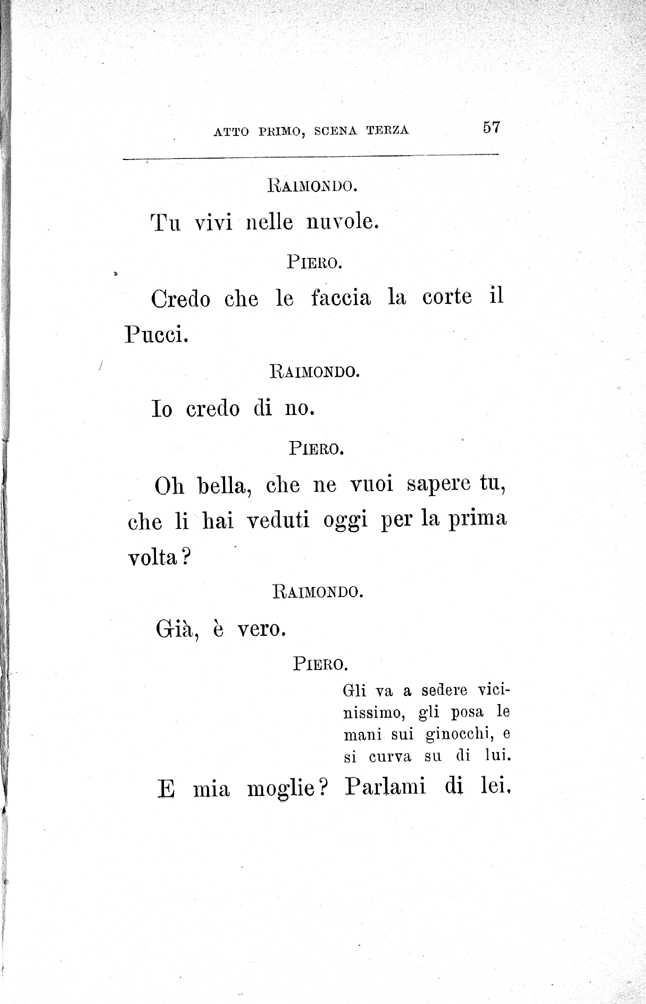 ATTO PRIMO, SCENA TERZA 57
RAIMONDO.
Tu vivi nelle nuvole.
PIERO.
Credo che le faccia la corte il
Pucci.
RAIMONDO.
Io credo di no.
PIERO.
Oh bella, che ne vuoi sapere tu,
che li hai veduti oggi per la prima
volta?
RAIMONDO.
Già, è vero.
PIERO.
Gli va a sedere vici-
nissimo, gli posa le
mani sui ginocchi, e
si curva su di lui.
E mia moglie? Parlami di lei.